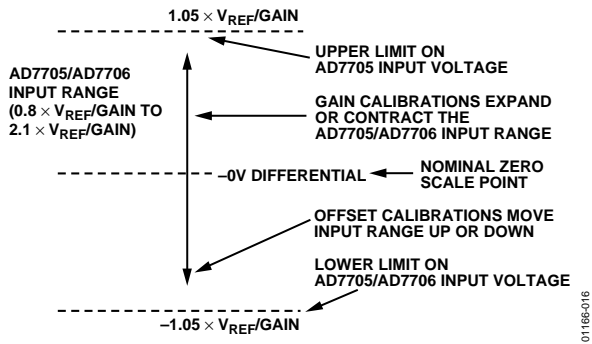 1.05 × VREF/GAIN
UPPER LIMIT ON
AD7705 INPUT VOLTAGE
AD7705/AD7706
INPUT RANGE
(0.8 × VREF/GAIN TO
2.1 × VREF/GAIN)
GAIN CALIBRATIONS EXPAND
OR CONTRACT THE
AD7705/AD7706 INPUT RANGE
–0V DIFFERENTIAL
NOMINAL ZERO
SCALE POINT
OFFSET CALIBRATIONS MOVE
INPUT RANGE UP OR DOWN
LOWER LIMIT ON
AD7705/AD7706 INPUT VOLTAGE
–1.05 × VREF/GAIN
01166-016